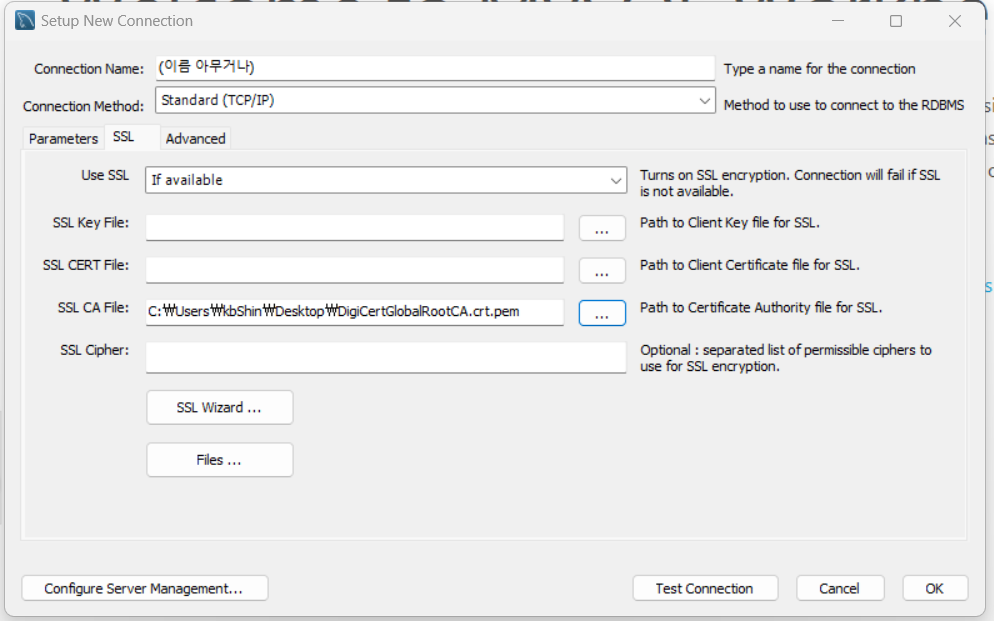 Setup New Connection
Connection Name: (이름 아무거나) Type a name for the connection
Connection Method: Standard (TCP/IP) Method to use to connect to the RDBMS
Parameters SSL Advanced
Use SSL If available Turns on SSL encryption. Connection will fail if SSL
is not available.
SSL Key File: ... Path to Client Key file for SSL.
SSL CERT File: ... Path to Client Certificate file for SSL.
SSL CA File: C:₩Users₩kbShin₩Desktop₩DigiCertGlobalRootCA.crt.pem ... Path to Certificate Authority file for SSL.
SSL Cipher: Optional : separated list of permissible ciphers to
use for SSL encryption.
SSL Wizard ...
Files ...
Configure Server Management... Test Connection Cancel OK